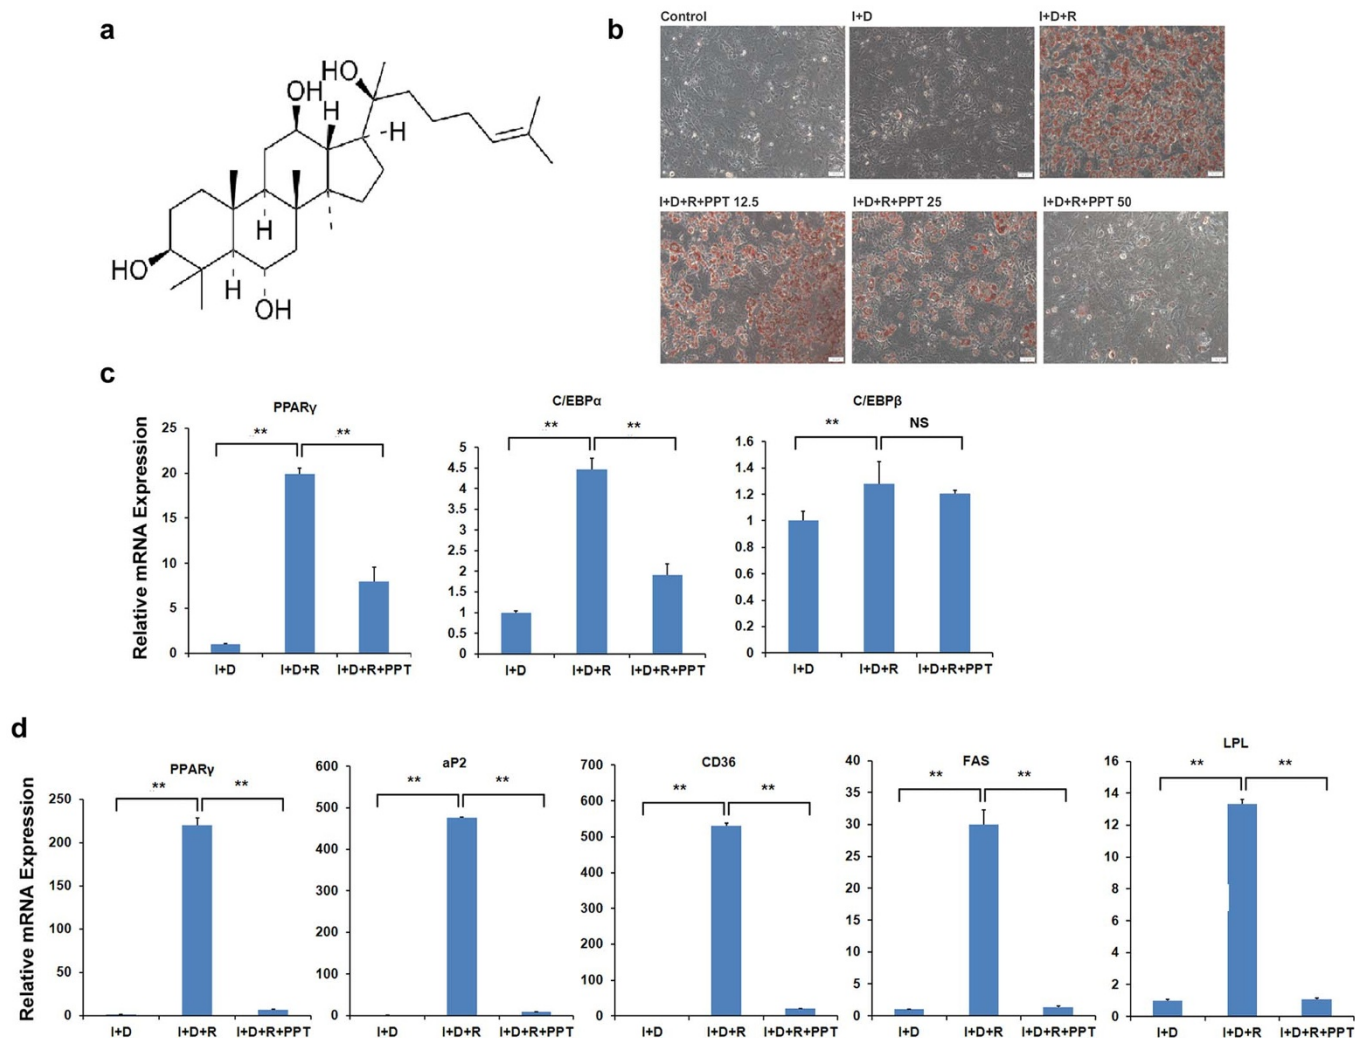 a
HO
OH
H
H
H
HO
H
OH
b
Control
I+D
I+D+R
I+D+R+PPT 12.5
I+D+R+PPT 25
I+D+R+PPT 50
c
Relative mRNA Expression
PPARγ
**
**
25
20
15
10
5
0
I+D
I+D+R
I+D+R+PPT
C/EBPα
**
**
5
4.5
4
3.5
3
2.5
2
1.5
1
0.5
0
I+D
I+D+R
I+D+R+PPT
C/EBPβ
**
NS
1.6
1.4
1.2
1
0.8
0.6
0.4
0.2
0
I+D
I+D+R
I+D+R+PPT
d
Relative mRNA Expression
PPARγ
**
**
250
200
150
100
50
0
I+D
I+D+R
I+D+R+PPT
aP2
**
**
600
500
400
300
200
100
0
I+D
I+D+R
I+D+R+PPT
CD36
**
**
700
600
500
400
300
200
100
0
I+D
I+D+R
I+D+R+PPT
FAS
**
**
40
35
30
25
20
15
10
5
0
I+D
I+D+R
I+D+R+PPT
LPL
**
**
16
14
12
10
8
6
4
2
0
I+D
I+D+R
I+D+R+PPT